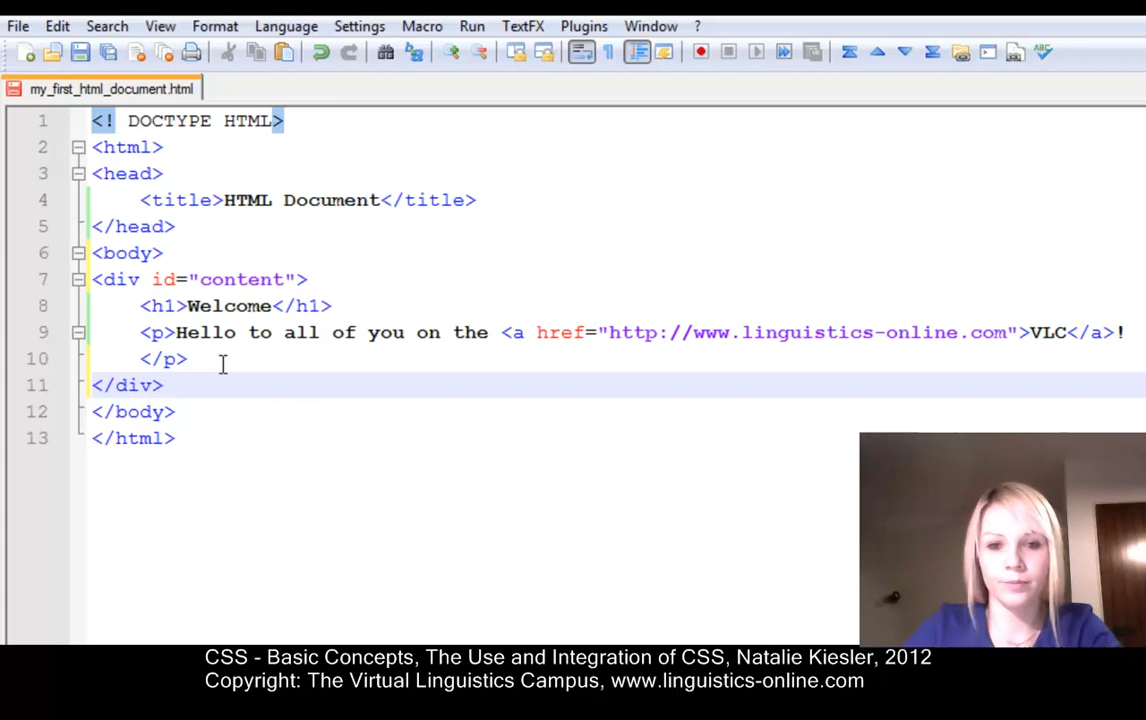 File Edit Search View Format Language Settings Macro Run TextFX Plugins Window ?
my_first_html_document.html
1 <! DOCTYPE HTML>
2 <html>
3 <head>
4 <title>HTML Document</title>
5 </head>
6 <body>
7 <div id="content">
8 <h1>Welcome</h1>
9 <p>Hello to all of you on the <a href="http://www.linguistics-online.com">VLC</a>!
10 </p>
11 </div>
12 </body>
13 </html>
CSS - Basic Concepts, The Use and Integration of CSS, Natalie Kiesler, 2012
Copyright: The Virtual Linguistics Campus, www.linguistics-online.com